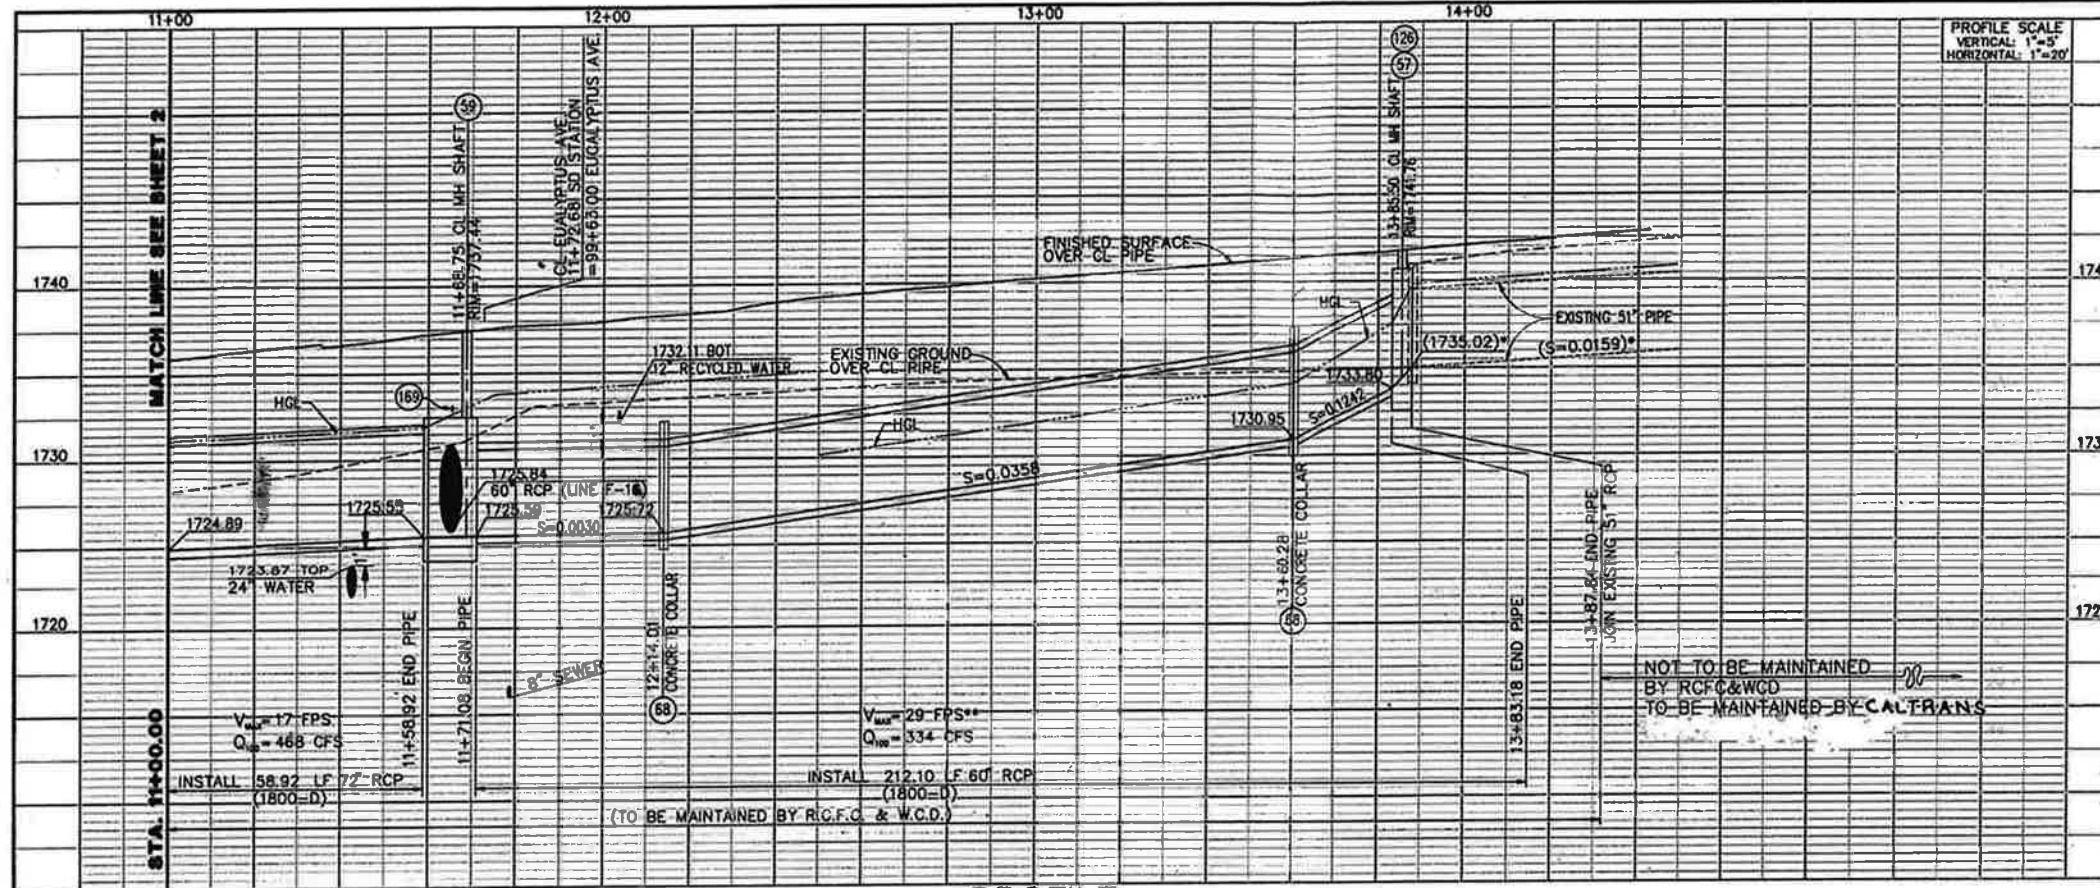 11+00
12+00
13+00
14+00
PROFILE SCALE
VERTICAL: 1"=5'
HORIZONTAL: 1"=20'
MATCH LINE SEE SHEET 2
STA. 11+00.00
1740
1730
1720
174
173
172
59
11+68.75 CL MH SHAFT
RIM=1737.44
CL EUALYPTUS AVE.
11+72.68 SD STATION
=99+63.00 EUCALYPTUS AVE.
126
57
13+85.50 CL MH SHAFT
RIM=1741.76
FINISHED SURFACE
OVER CL PIPE
HGL
EXISTING 51" PIPE
(1735.02)*
(S=0.0159)*
1732.11 BOT
12" RECYCLED WATER
EXISTING GROUND
OVER CL PIPE
169
HGL
HGL
1733.80
S=0.1242
1730.95
S=0.0358
1725.84
60" RCP (LINE F-18)
1725.59
1725.72
S=0.0030
1725.55
1724.89
1723.67 TOP
24" WATER
1'
11+58.92 END PIPE
11+71.08 BEGIN PIPE
8" SEWER
12+14.01
CONCRETE COLLAR
68
13+60.28
CONCRETE COLLAR
68
13+83.18 END PIPE
13+87.84 END PIPE
JOIN EXISTING 51" RCP
NOT TO BE MAINTAINED
BY RCFC&WCD
TO BE MAINTAINED BY CALTRANS
VMAX= 17 FPS
Q100= 468 CFS
VMAX= 29 FPS**
Q100= 334 CFS
INSTALL 58.92 LF 72" RCP
(1800-D)
INSTALL 212.10 LF 60" RCP
(1800-D)
(TO BE MAINTAINED BY R.C.F.C. & W.C.D.)